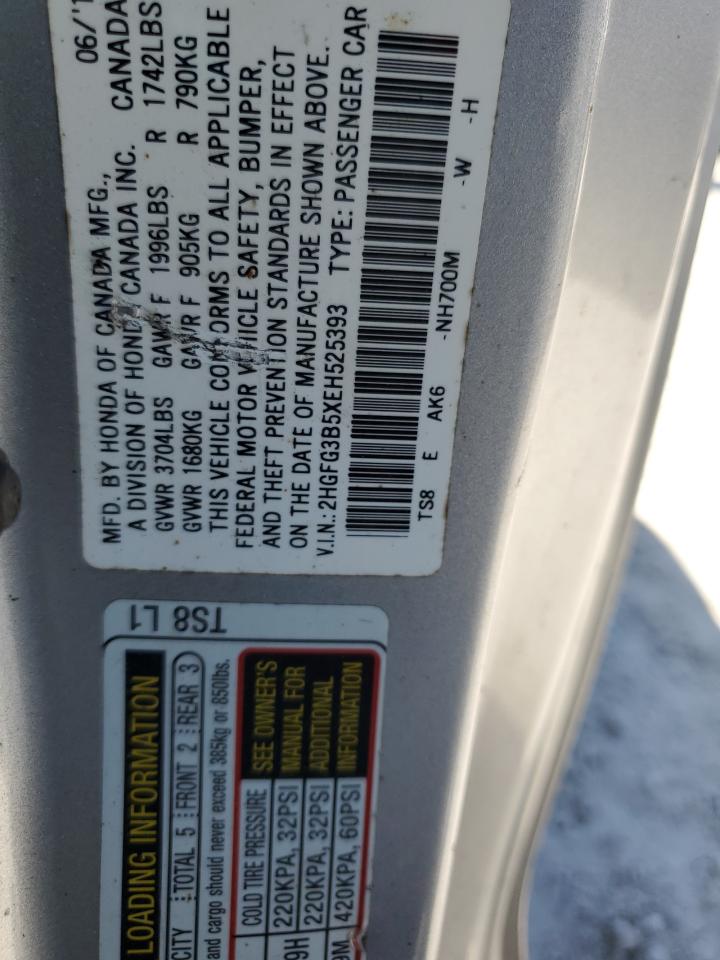 MFD. BY HONDA OF CANADA MFG., 06/'1
A DIVISION OF HONDA CANADA INC. CANADA
GVWR 3704LBS GAWR F 1996LBS R 1742LBS
GVWR 1680KG GAWR F 905KG R 790KG
THIS VEHICLE CONFORMS TO ALL APPLICABLE
FEDERAL MOTOR VEHICLE SAFETY, BUMPER,
AND THEFT PREVENTION STANDARDS IN EFFECT
ON THE DATE OF MANUFACTURE SHOWN ABOVE.
V.I.N.: 2HGFG3B5XEH525393 TYPE: PASSENGER CAR
TS8 E AK6 -NH700M -W -H
TS8 L1
LOADING INFORMATION
CITY TOTAL 5 FRONT 2 REAR 3
and cargo should never exceed 385kg or 850lbs.
COLD TIRE PRESSURE SEE OWNER'S
9H 220KPA, 32PSI MANUAL FOR
220KPA, 32PSI ADDITIONAL
9M 420KPA, 60PSI INFORMATION